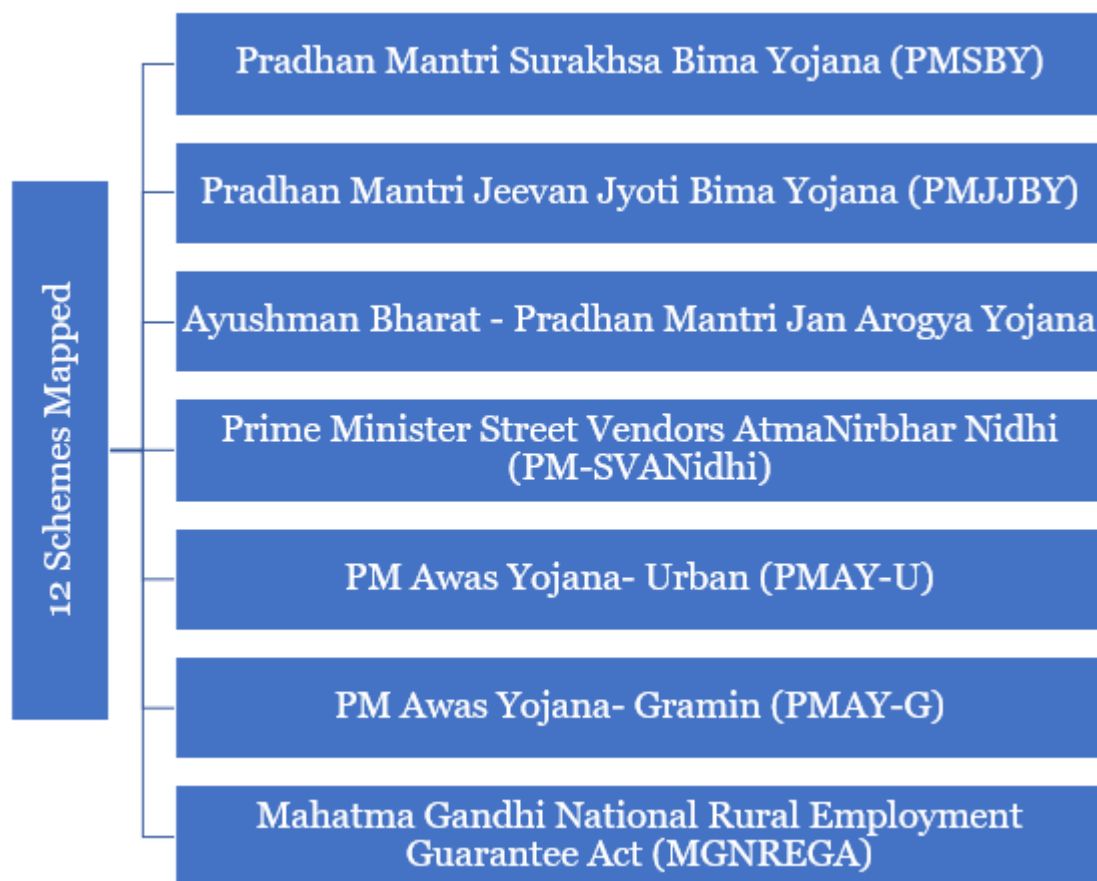 12 Schemes Mapped
Pradhan Mantri Surakhsa Bima Yojana (PMSBY)
Pradhan Mantri Jeevan Jyoti Bima Yojana (PMJJBY)
Ayushman Bharat - Pradhan Mantri Jan Arogya Yojana
Prime Minister Street Vendors AtmaNirbhar Nidhi
(PM-SVANidhi)
PM Awas Yojana- Urban (PMAY-U)
PM Awas Yojana- Gramin (PMAY-G)
Mahatma Gandhi National Rural Employment
Guarantee Act (MGNREGA)